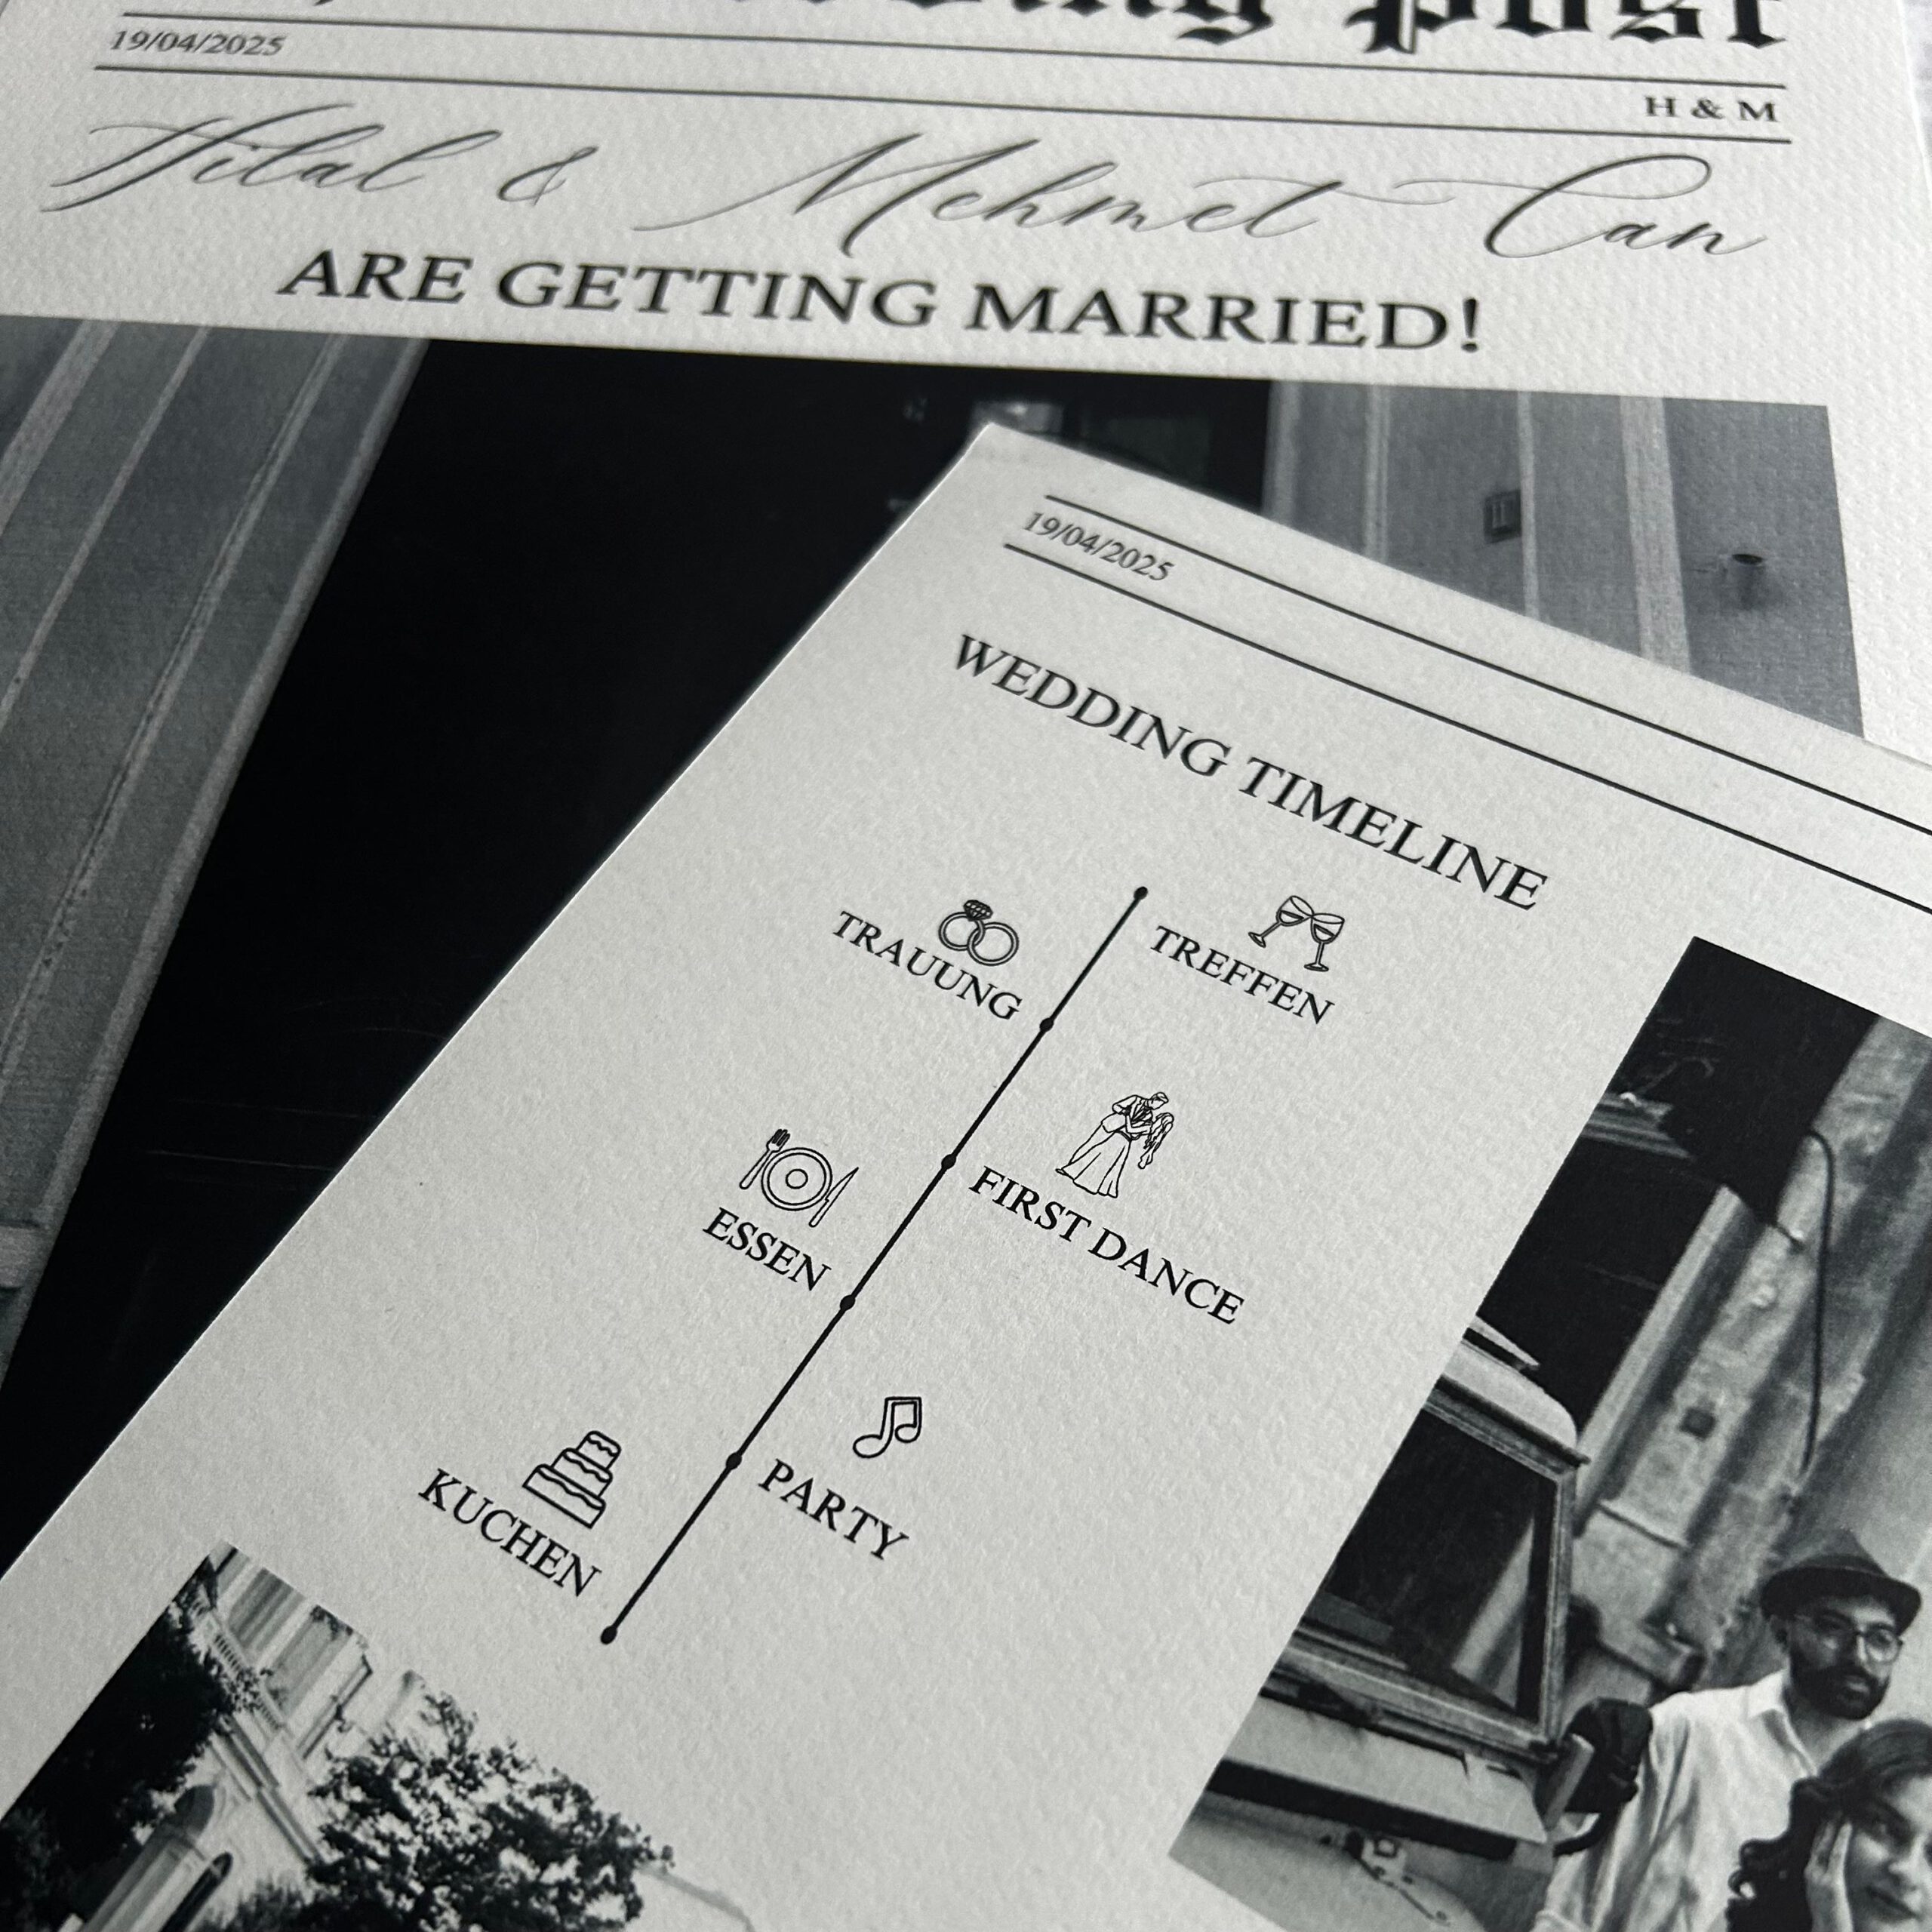 Post
19/04/2025
H & M
Hilal & Mehmet Can
ARE GETTING MARRIED!
19/04/2025
WEDDING TIMELINE
TREFFEN
TRAUUNG
FIRST DANCE
ESSEN
PARTY
KUCHEN